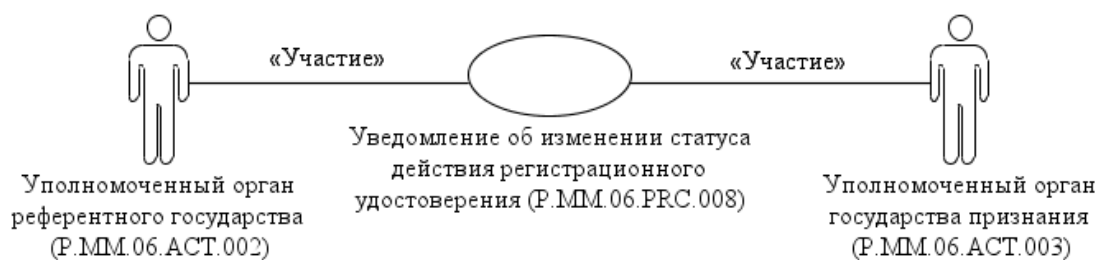 «Участие»
«Участие»
Уведомление об изменении статуса
действия регистрационного
удостоверения (P.MM.06.PRC.008)
Уполномоченный орган
референтного государства
(P.MM.06.ACT.002)
Уполномоченный орган
государства признания
(P.MM.06.ACT.003)